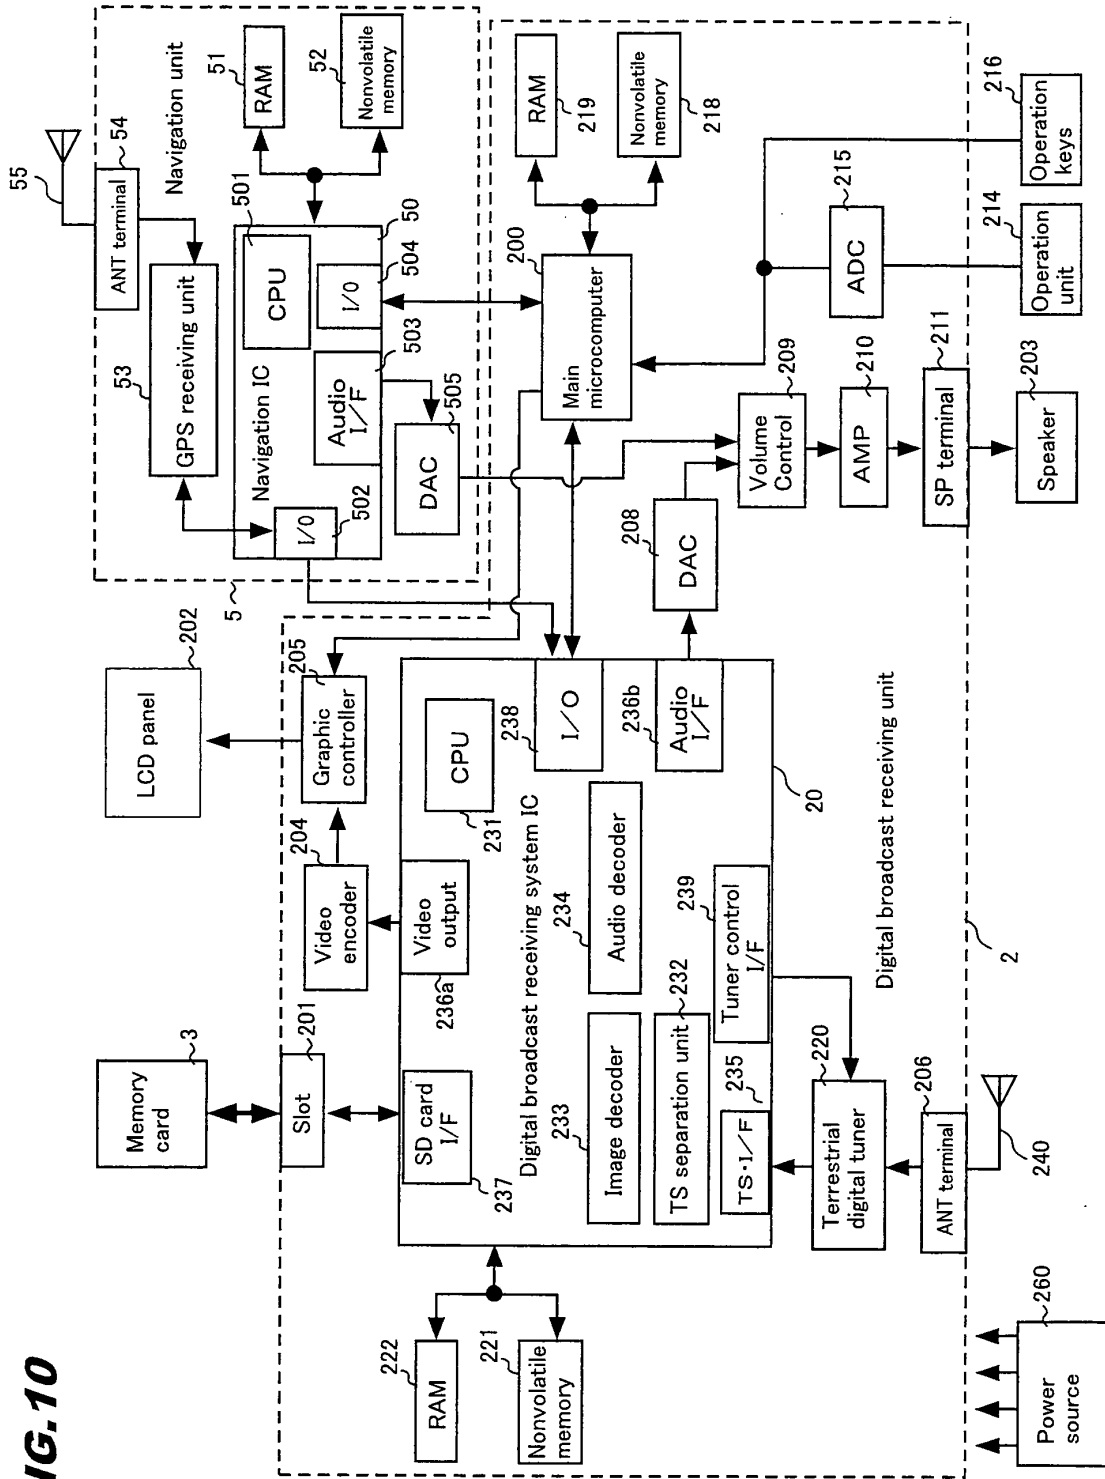 IG.10
Memory
card
3
LCD panel
202
55
Slot
201
Video
encoder
204
Graphic
controller
205
5
ANT terminal
54
Navigation unit
GPS receiving unit
53
Navigation IC
I/O
502
CPU
501
Audio
I/F
503
I/O
504
50
DAC
505
RAM
51
Nonvolatile
memory
52
RAM
222
Nonvolatile
memory
221
SD card
I/F
237
Video
output
236a
CPU
231
Digital broadcast receiving system IC
I/O
238
Image decoder
233
Audio decoder
234
Audio
I/F
236b
TS separation unit
232
TS・I/F
235
Tuner control
I/F
239
20
Main
microcomputer
200
RAM
219
Nonvolatile
memory
218
DAC
208
Volume
Control
209
Terrestrial
digital tuner
220
AMP
210
ADC
215
Digital broadcast receiving unit
ANT terminal
206
SP terminal
211
2
240
Power
source
260
Speaker
203
Operation
unit
214
Operation
keys
216